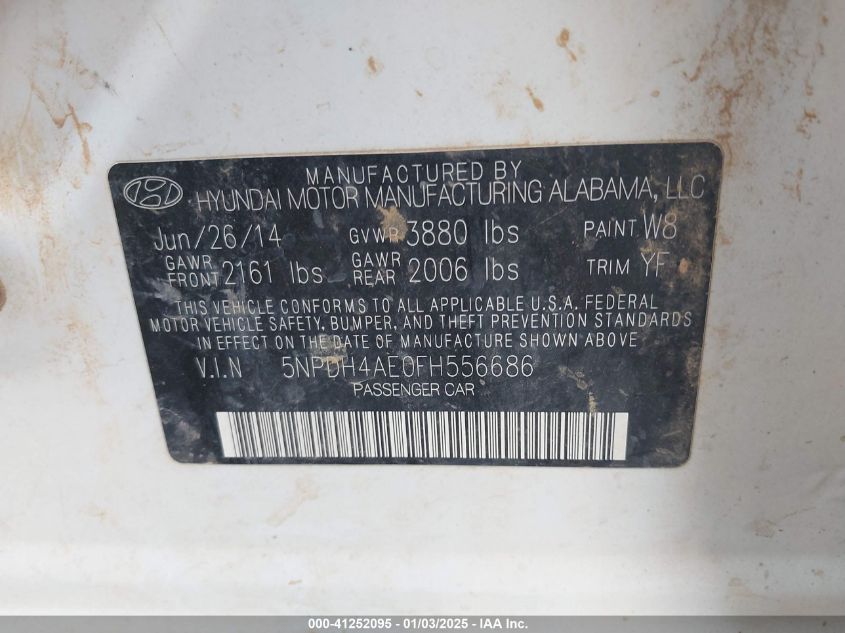 MANUFACTURED BY
HYUNDAI MOTOR MANUFACTURING ALABAMA, LLC
Jun/26/14 GVWR 3880 lbs PAINT W8
GAWR FRONT 2161 lbs GAWR REAR 2006 lbs TRIM YF
THIS VEHICLE CONFORMS TO ALL APPLICABLE U.S.A. FEDERAL
MOTOR VEHICLE SAFETY, BUMPER, AND THEFT PREVENTION STANDARDS
IN EFFECT ON THE DATE OF MANUFACTURE SHOWN ABOVE.
V.I.N 5NPDH4AE0FH556686
PASSENGER CAR
000-41252095 - 01/03/2025 - IAA Inc.